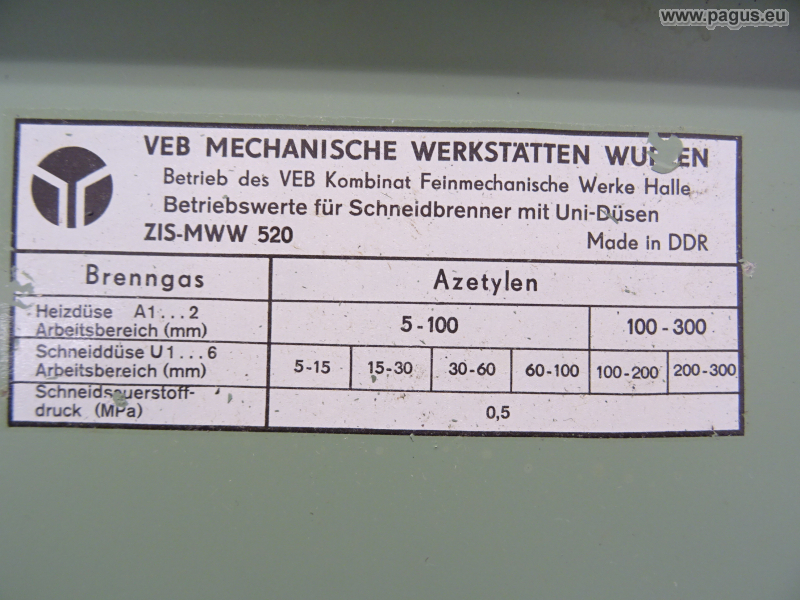 www.pagus.eu
VEB MECHANISCHE WERKSTÄTTEN
Betrieb des VEB Kombinat Feinmechanische Werke Halle
Betriebswerte für Schneidbrenner mit Uni-Düsen
ZIS-MWW 520 Made in DDR
Brenngas Azetylen
Heizdüse A1...2
Arbeitsbereich (mm) 5-100 100-300
Schneiddüse U1...6
Arbeitsbereich (mm) 5-15 15-30 30-60 60-100 100-200 200-300
Schneidsauerstoff-
druck (MPa) 0,5